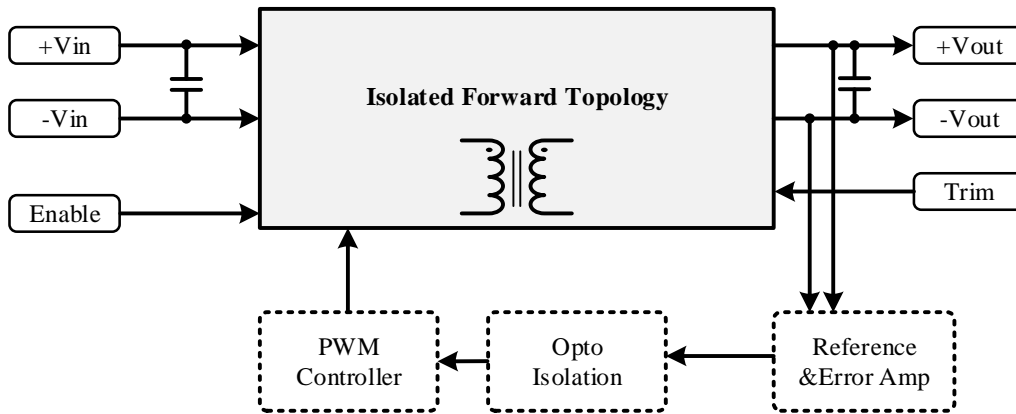 +Vin
+Vout
Isolated Forward Topology
-Vin
-Vout
Enable
Trim
PWM
Controller
Opto
Isolation
Reference
&Error Amp